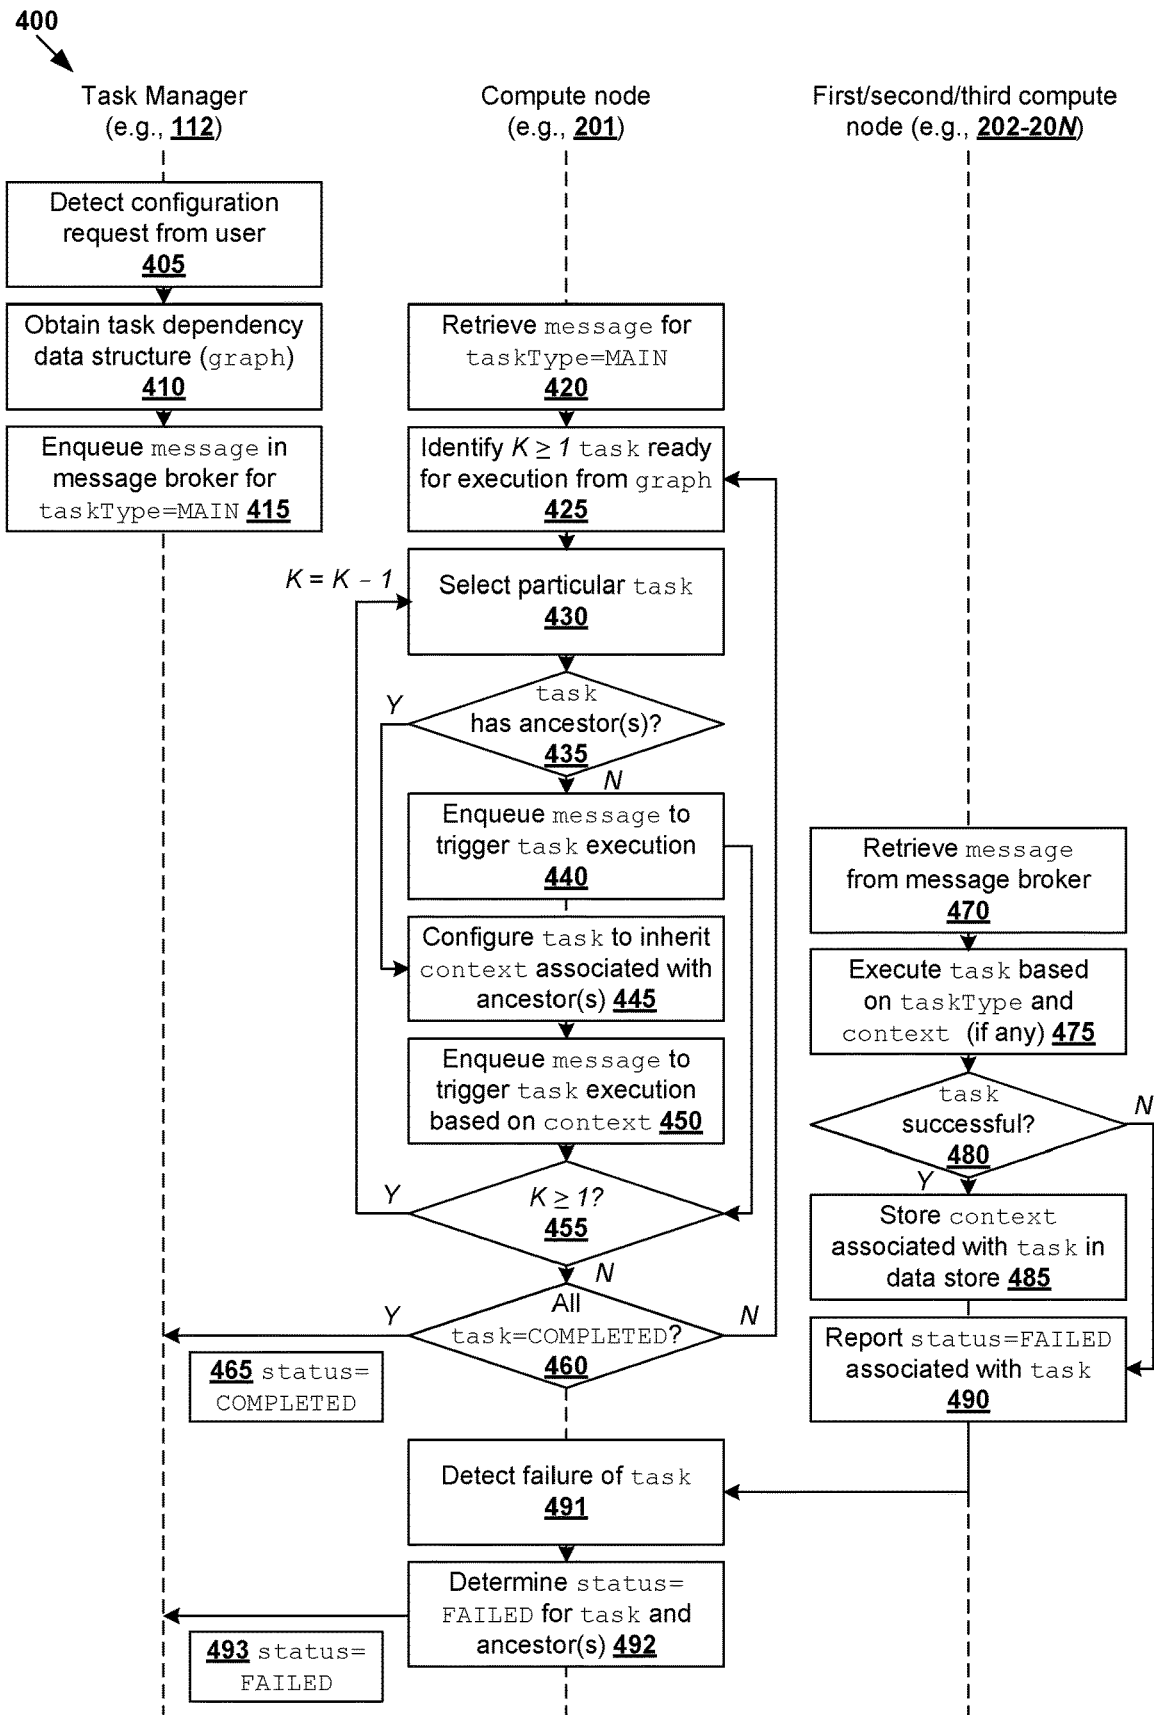 400
Task Manager
(e.g., 112)
Compute node
(e.g., 201)
First/second/third compute
node (e.g., 202-20N)
Detect configuration
request from user
405
Obtain task dependency
data structure (graph)
410
Enqueue message in
message broker for
taskType=MAIN 415
Retrieve message for
taskType=MAIN
420
Identify K ≥ 1 task ready
for execution from graph
425
K = K − 1
Select particular task
430
Y
task
has ancestor(s)?
435
N
Enqueue message to
trigger task execution
440
Configure task to inherit
context associated with
ancestor(s) 445
Enqueue message to
trigger task execution
based on context 450
Y
K ≥ 1?
455
N
Y
All
task=COMPLETED?
460
N
465 status=
COMPLETED
Retrieve message
from message broker
470
Execute task based
on taskType and
context (if any) 475
task
successful?
480
N
Y
Store context
associated with task in
data store 485
Report status=FAILED
associated with task
490
Detect failure of task
491
Determine status=
FAILED for task and
ancestor(s) 492
493 status=
FAILED